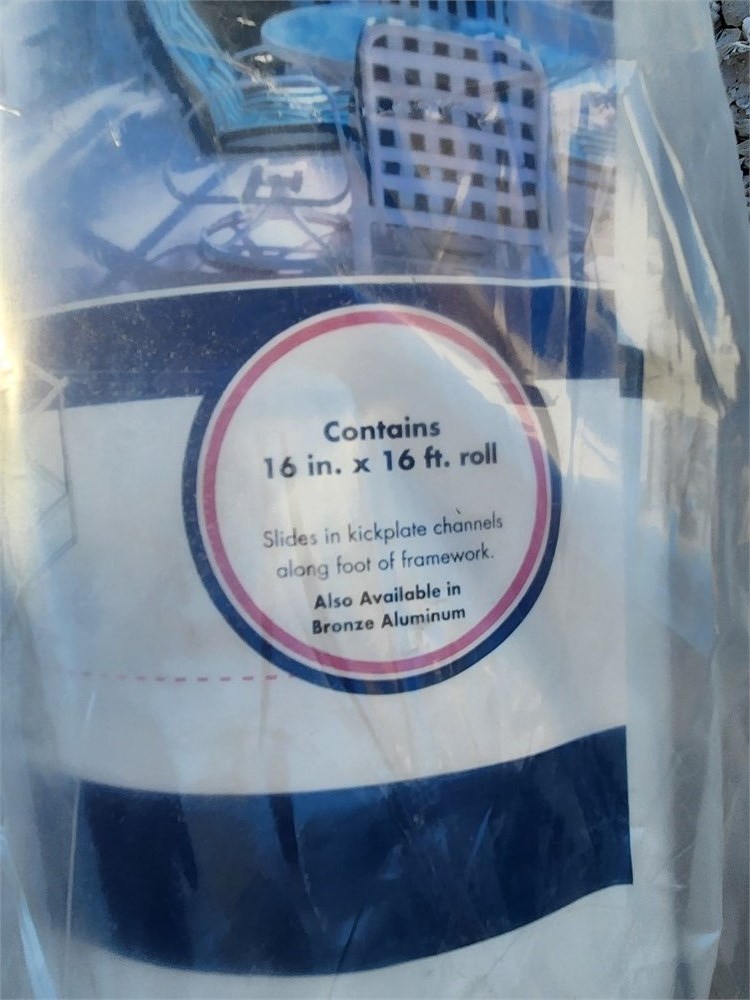 Contains
16 in. x 16 ft. roll
Slides in kickplate channels
along foot of framework.
Also Available in
Bronze Aluminum